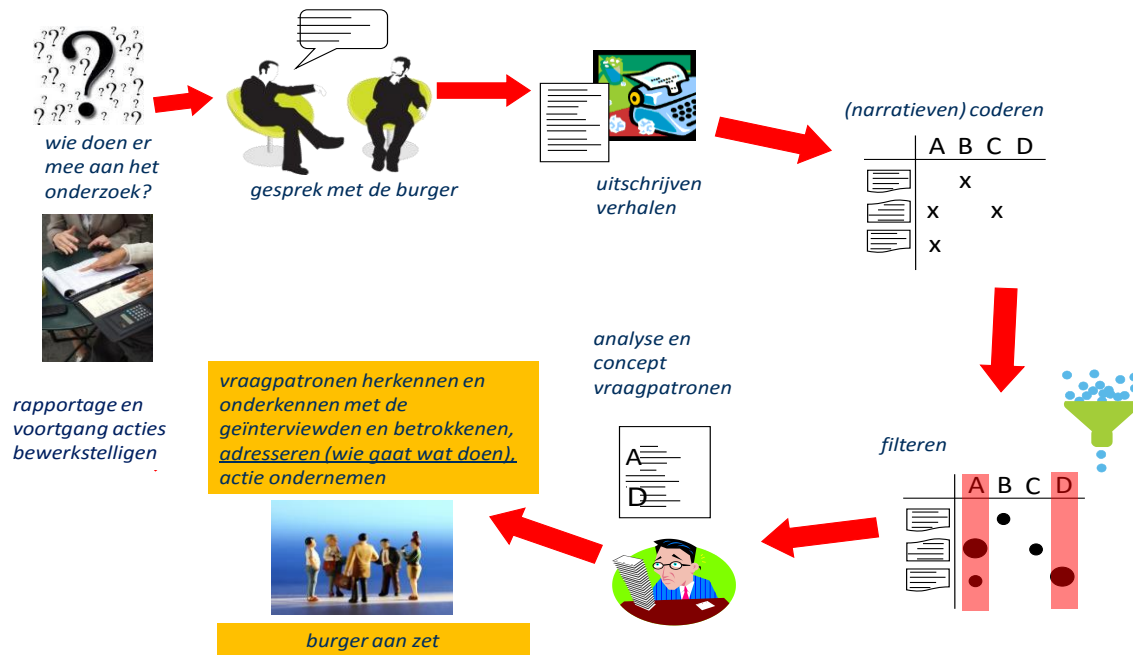 wie doen er
mee aan het
onderzoek?
gesprek met de burger
uitschrijven
verhalen
(narratieven) coderen
A B C D
x
x x
x
filteren
A B C D
analyse en
concept
vraagpatronen
A
D
vraagpatronen herkennen en
onderkennen met de
geïnterviewden en betrokkenen,
adresseren (wie gaat wat doen),
actie ondernemen
burger aan zet
rapportage en
voortgang acties
bewerkstelligen